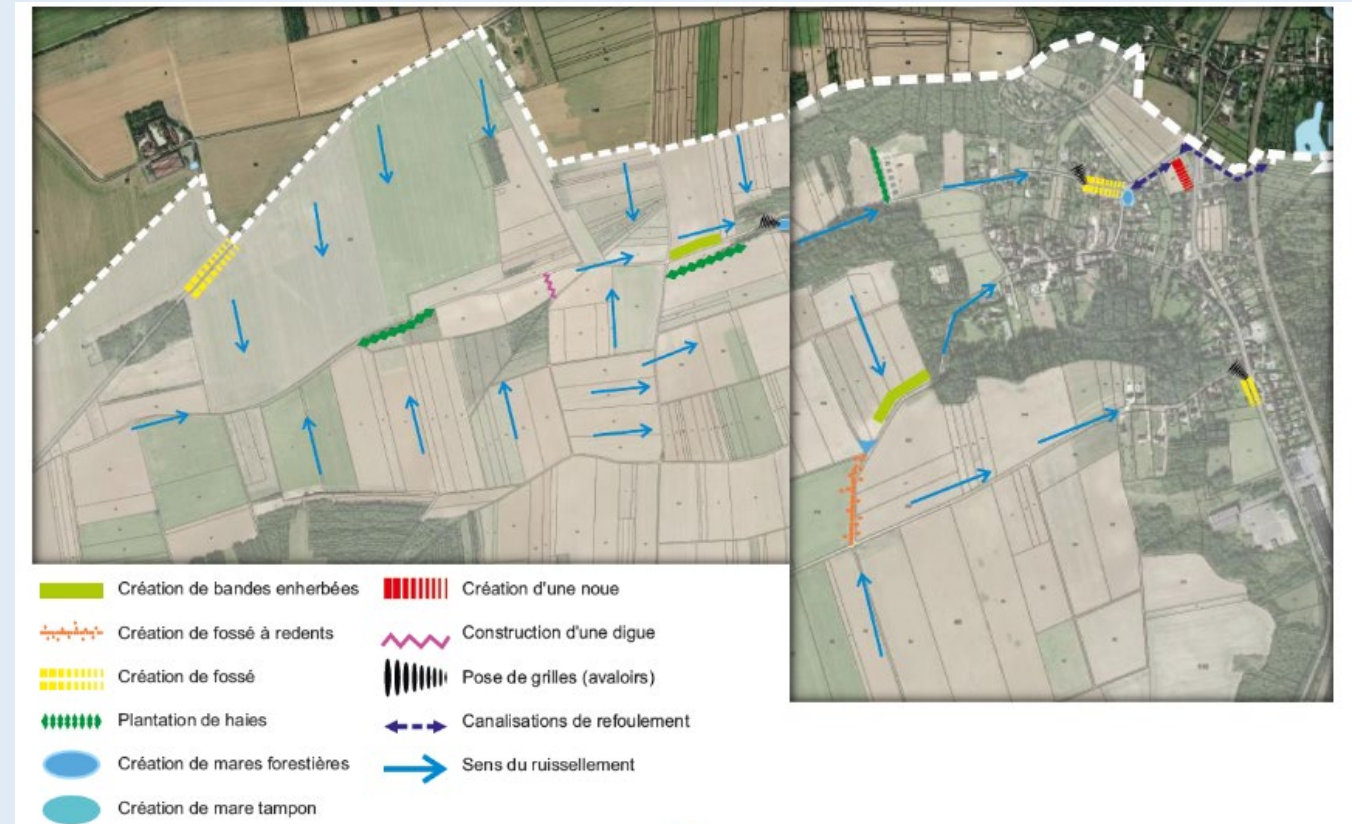 Création de bandes enherbées
Création de fossé à redents
Création de fossé
Plantation de haies
Création de mares forestières
Création de mare tampon
Création d'une noue
Construction d'une digue
Pose de grilles (avaloirs)
Canalisations de refoulement
Sens du ruissellement